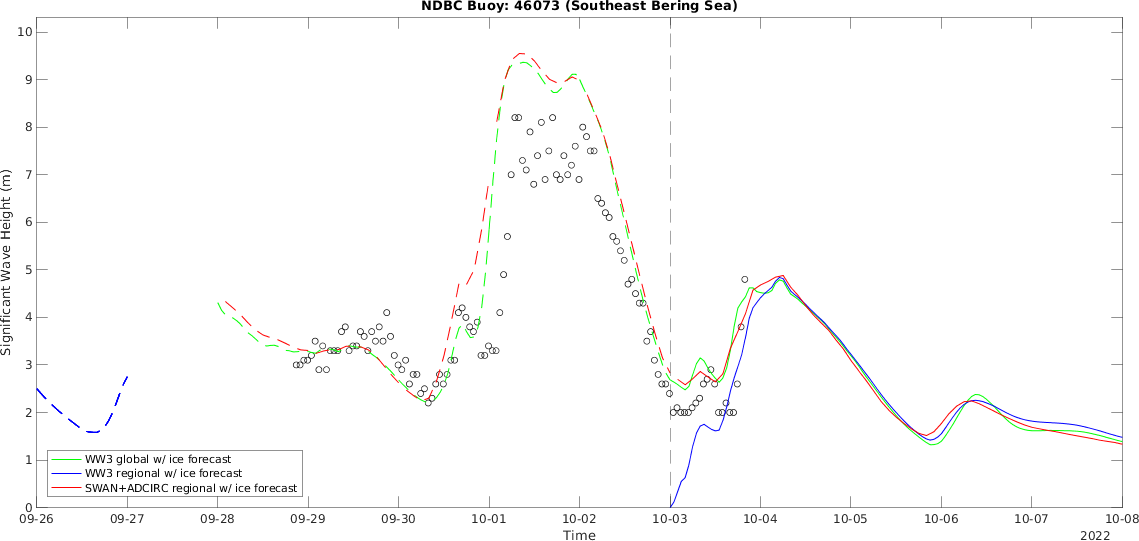 NDBC Buoy: 46073 (Southeast Bering Sea)
10
9
8
7
6
5
4
3
2
1
0
Significant Wave Height (m)
WW3 global w/ ice forecast
WW3 regional w/ ice forecast
SWAN+ADCIRC regional w/ ice forecast
09-26 09-27 09-28 09-29 09-30 10-01 10-02 10-03 10-04 10-05 10-06 10-07 10-08
Time
2022